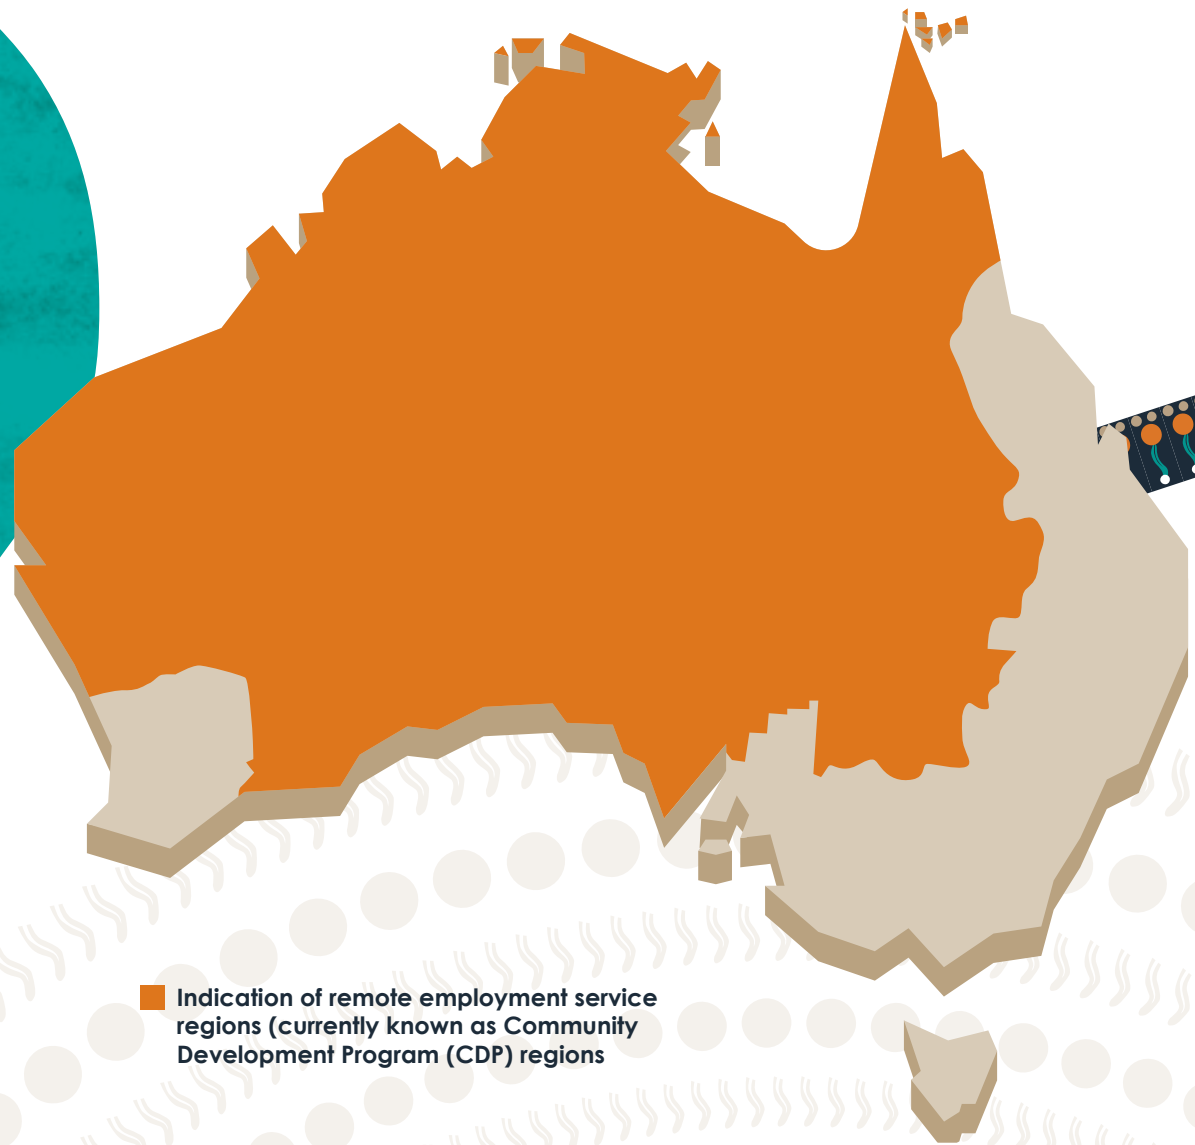 Indication of remote employment service
regions (currently known as Community
Development Program (CDP) regions